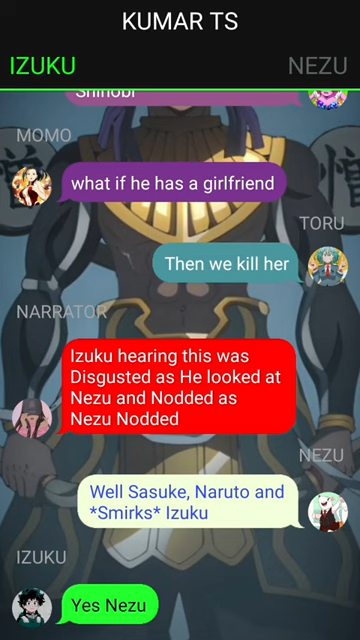 KUMAR TS
IZUKU
NEZU
Shinobi
MOMO
what if he has a girlfriend
TORU
Then we kill her
NARRATOR
Izuku hearing this was
Disgusted as He looked at
Nezu and Nodded as
Nezu Nodded
NEZU
Well Sasuke, Naruto and
*Smirks* Izuku
IZUKU
Yes Nezu